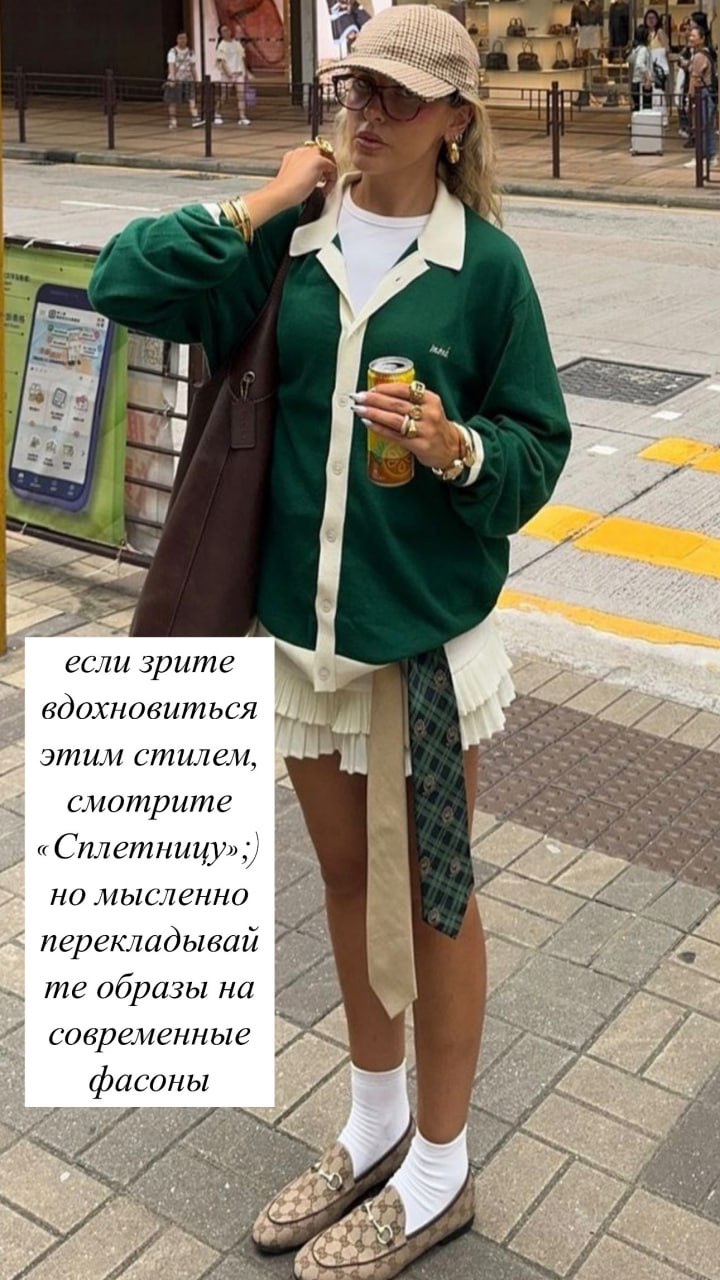 если зрите
вдохновиться
этим стилем,
смотрите
«Сплетницу»;)
но мысленно
перекладывай
те образы на
современные
фасоны